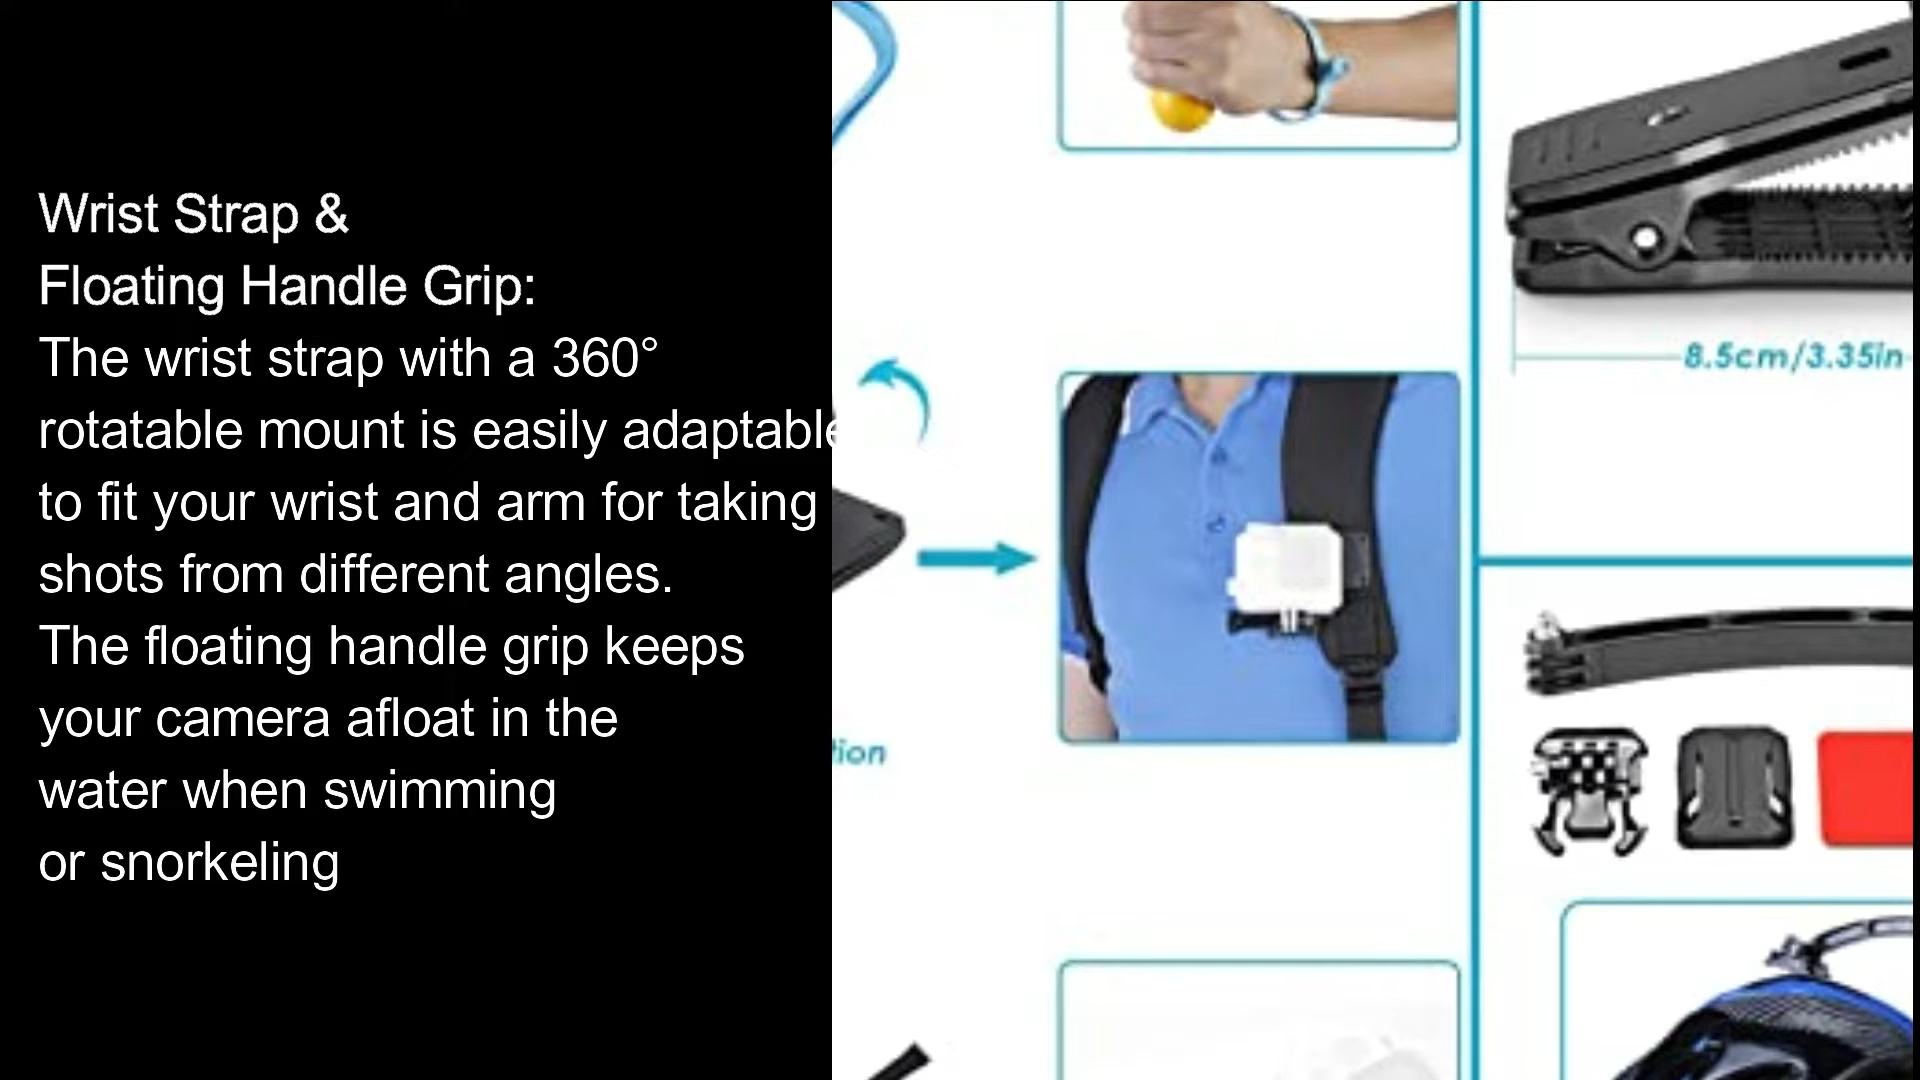 Wrist Strap &
Floating Handle Grip:
The wrist strap with a 360°
rotatable mount is easily adaptable
to fit your wrist and arm for taking
shots from different angles.
The floating handle grip keeps
your camera afloat in the
water when swimming
or snorkeling
8.5cm/3.35in
tion